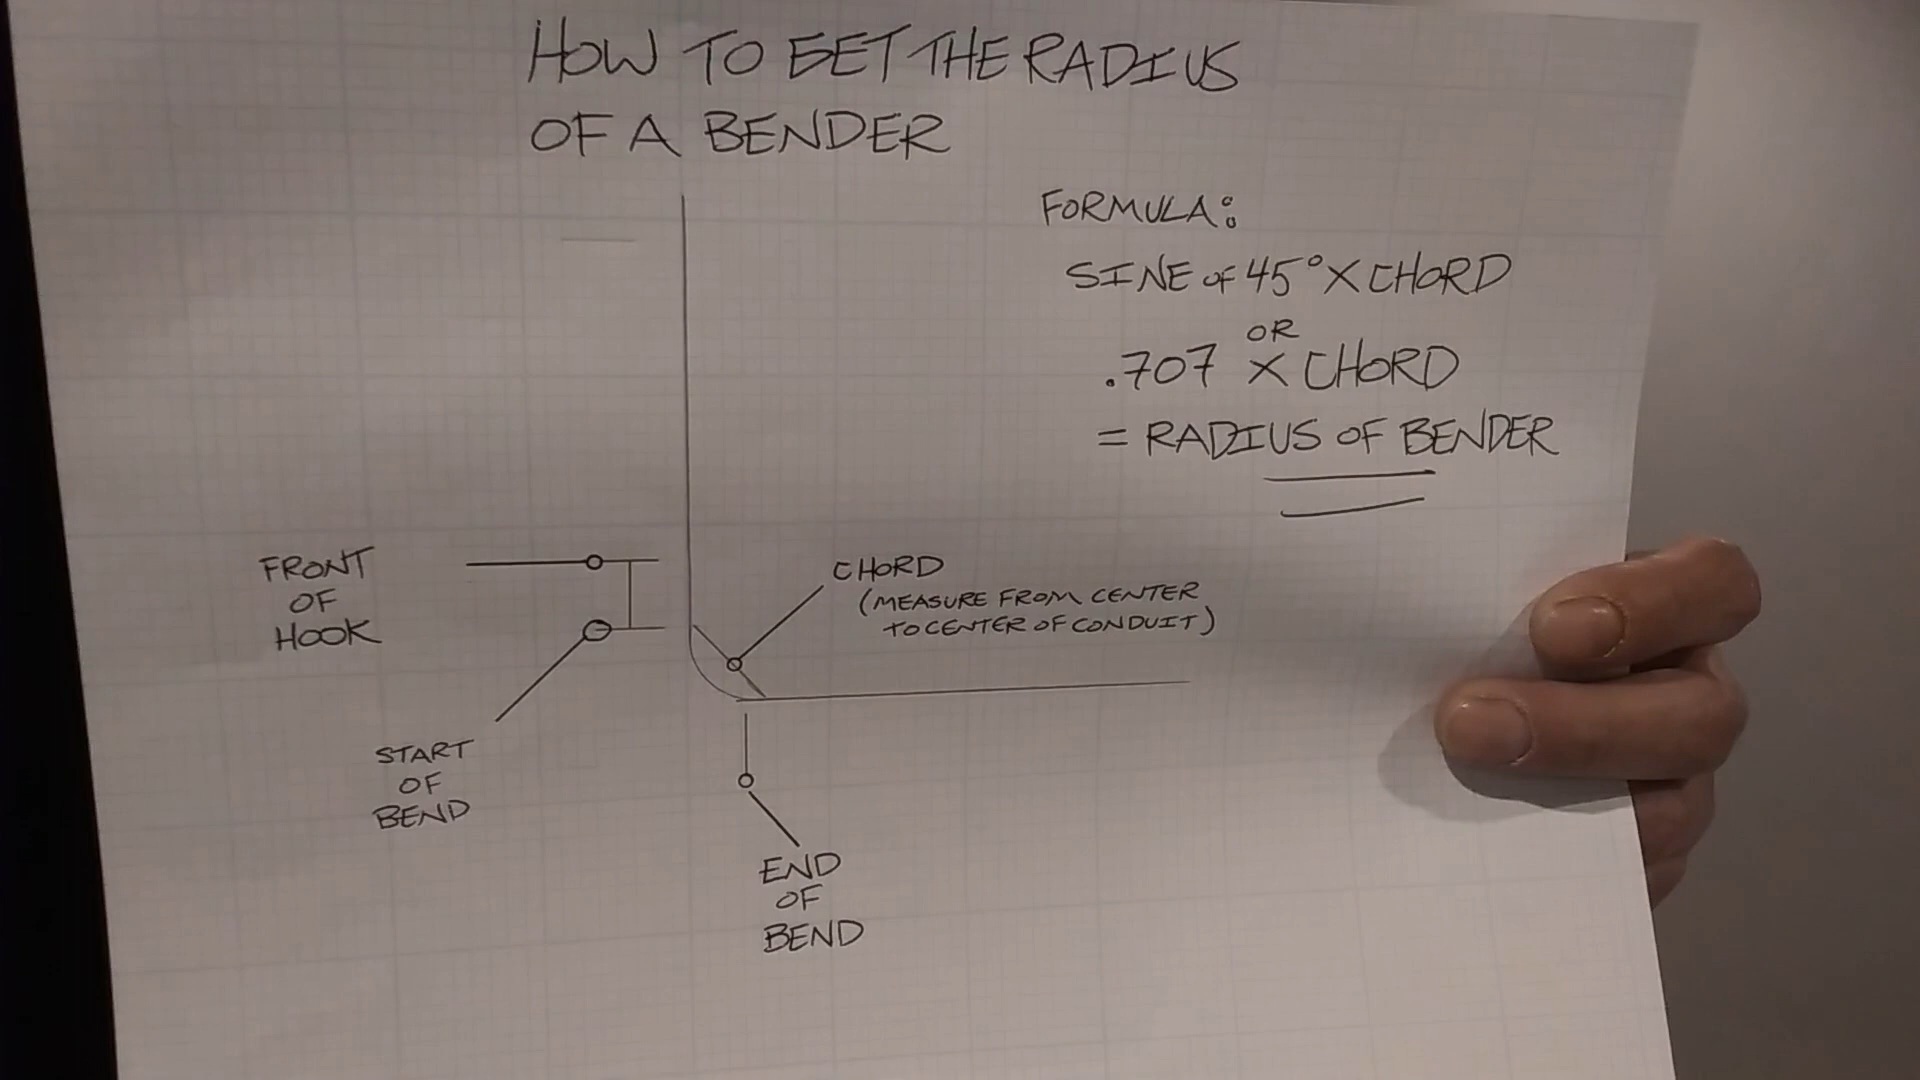 HOW TO GET THE RADIUS
OF A BENDER
FORMULA:
SINE OF 45° X CHORD
OR
.707 X CHORD
= RADIUS OF BENDER
FRONT
OF
HOOK
CHORD
(MEASURE FROM CENTER
TO CENTER OF CONDUIT)
START
OF
BEND
END
OF
BEND